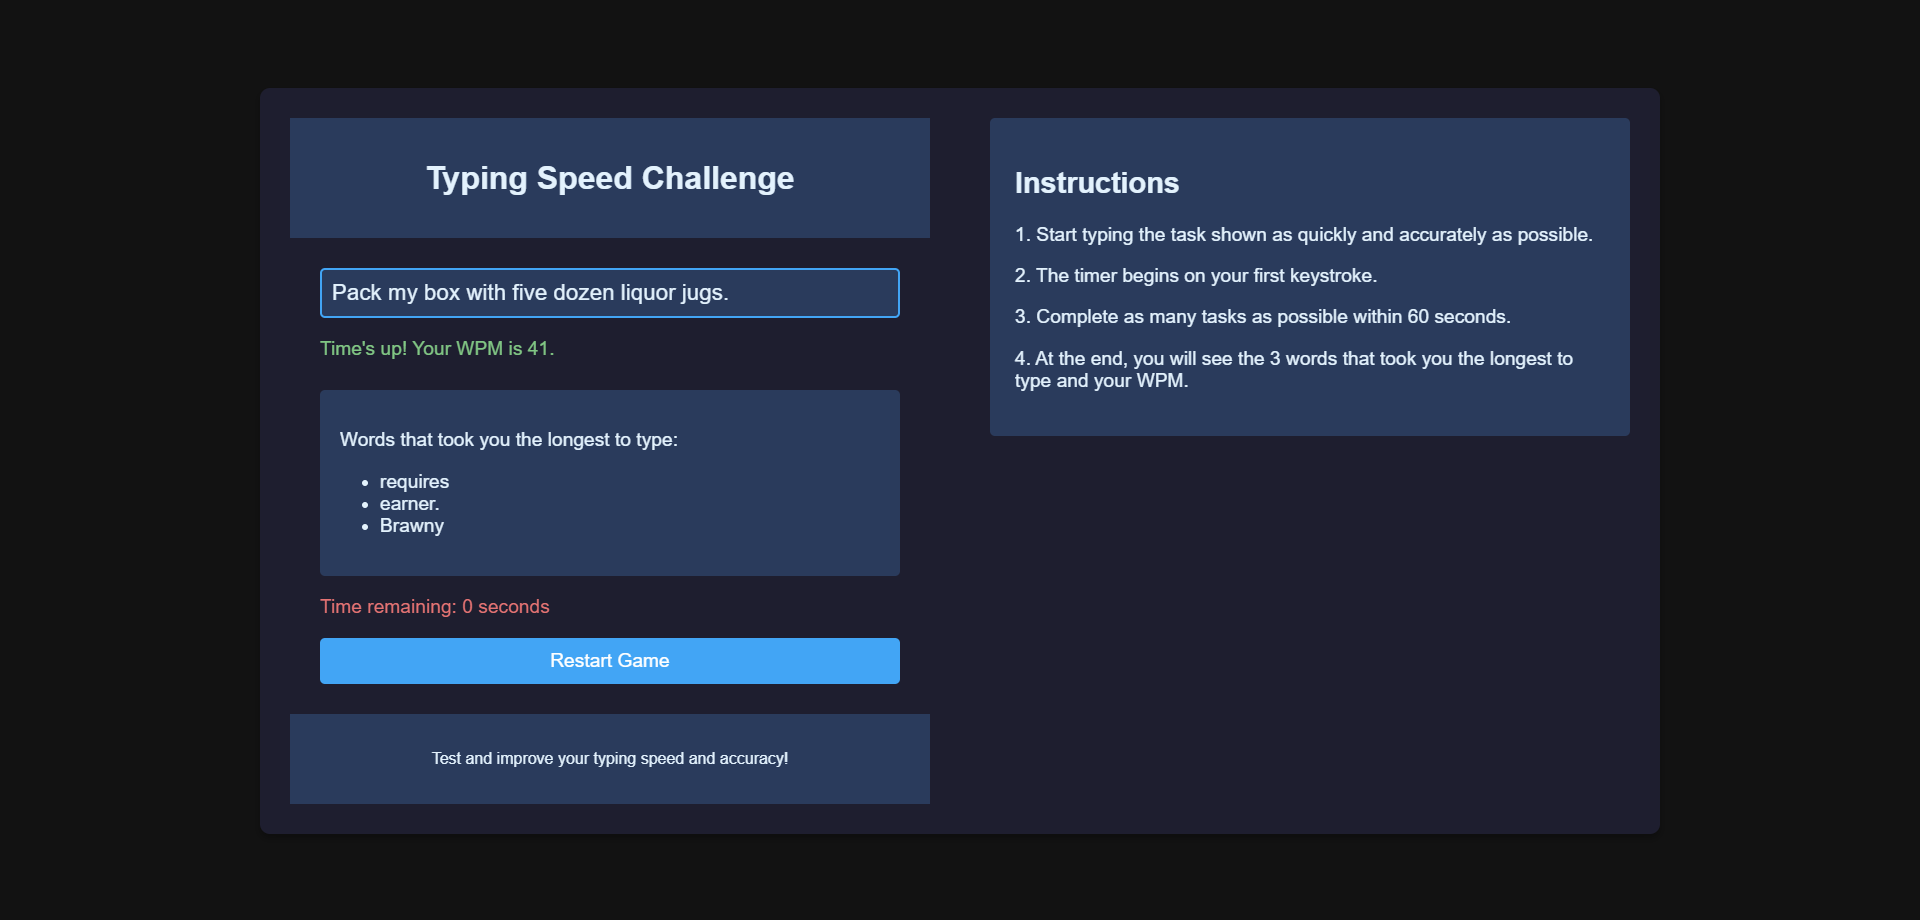 Typing Speed Challenge
Pack my box with five dozen liquor jugs.
Time's up! Your WPM is 41.
Words that took you the longest to type:
• requires
• earner.
• Brawny
Time remaining: 0 seconds
Restart Game
Test and improve your typing speed and accuracy!
Instructions
1. Start typing the task shown as quickly and accurately as possible.
2. The timer begins on your first keystroke.
3. Complete as many tasks as possible within 60 seconds.
4. At the end, you will see the 3 words that took you the longest to
type and your WPM.